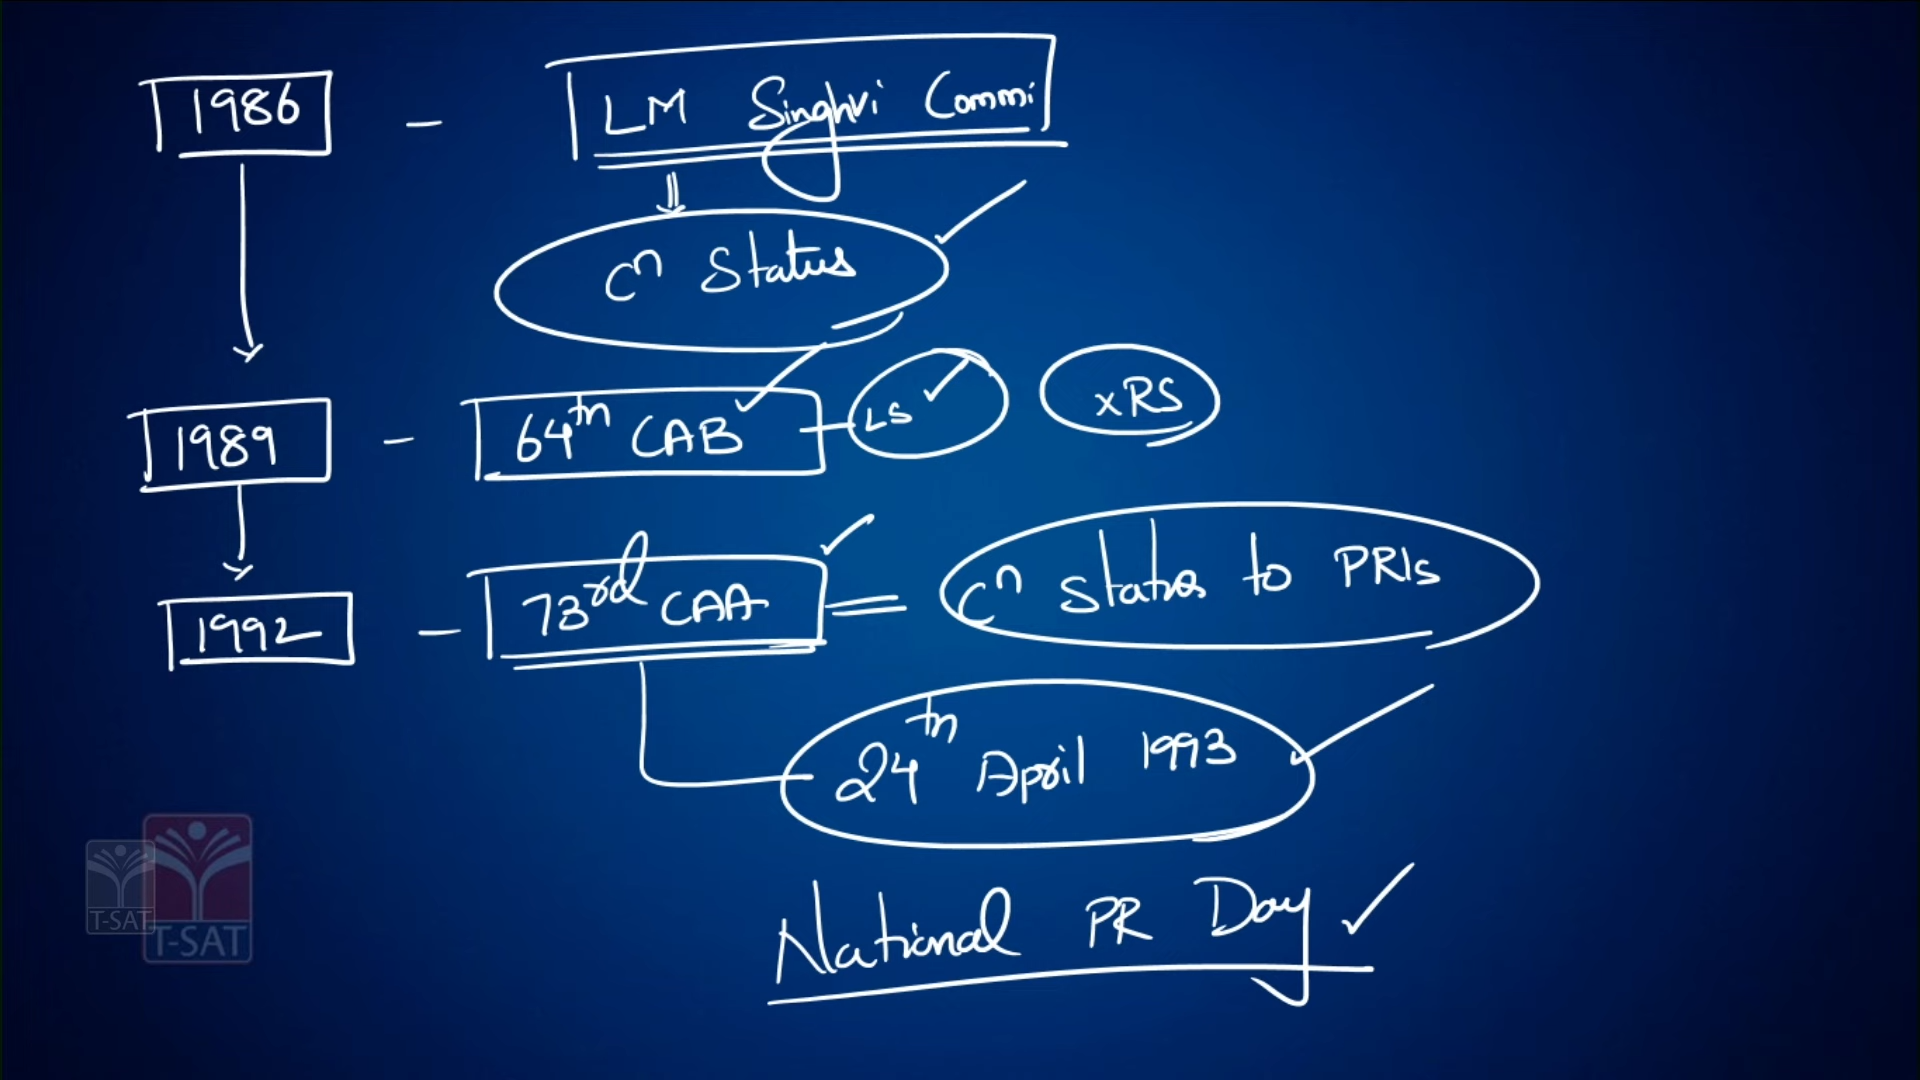 1986 - LM Singhvi Commi
Cⁿ Status
1989 - 64th CAB - LS ✓ xRS
1992 - 73rd CAA = Cⁿ status to PRIs
24th April 1993
National PR Day ✓
T-SAT
T-SAT